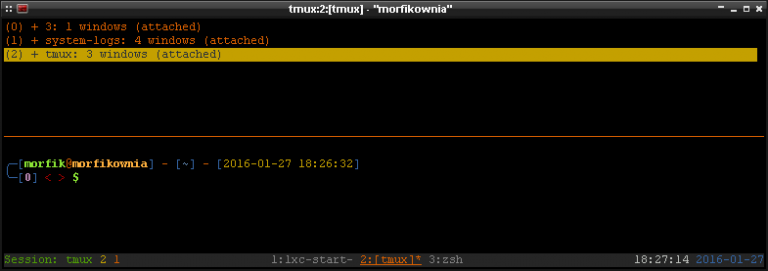 tmux:2:[tmux] - "morfikownia"
(0) + 3: 1 windows (attached)
(1) + system-logs: 4 windows (attached)
(2) + tmux: 3 windows (attached)
[morfik@morfikownia] - [~] - [2016-01-27 18:26:32]
[0] <> $
Session: tmux 2 1 1:lxc-start- 2:[tmux]* 3:zsh 18:27:14 2016-01-27